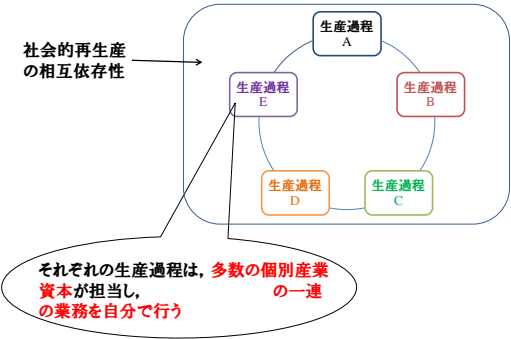 社会的再生産
の相互依存性
生産過程
A
生産過程
B
生産過程
C
生産過程
D
生産過程
E
それぞれの生産過程は，多数の個別産業
資本が担当し，　　　　　　　の一連
の業務を自分で行う